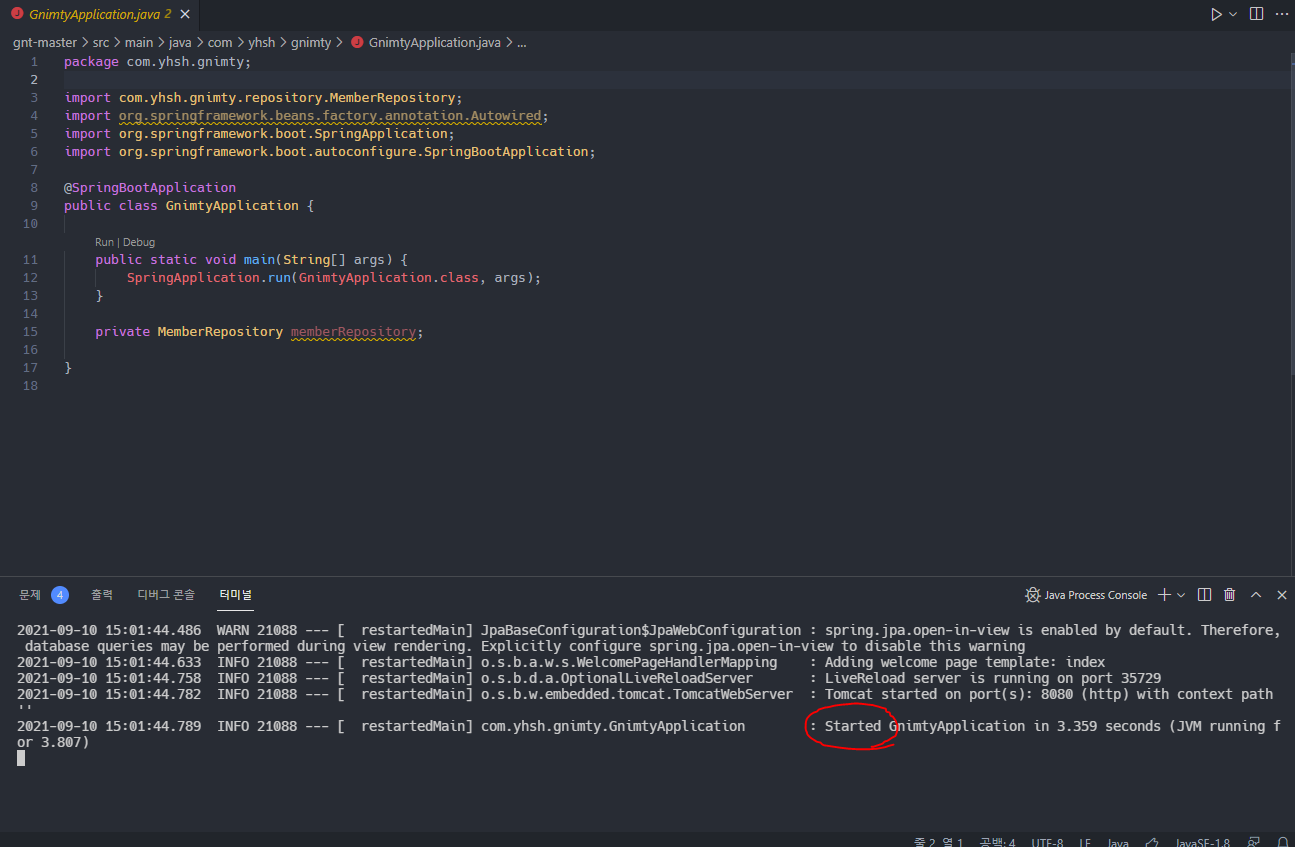 GnimtyApplication.java 2
gnt-master > src > main > java > com > yhsh > gnimty > GnimtyApplication.java > ...
1 package com.yhsh.gnimty;
2
3 import com.yhsh.gnimty.repository.MemberRepository;
4 import org.springframework.beans.factory.annotation.Autowired;
5 import org.springframework.boot.SpringApplication;
6 import org.springframework.boot.autoconfigure.SpringBootApplication;
7
8 @SpringBootApplication
9 public class GnimtyApplication {
10
Run | Debug
11 public static void main(String[] args) {
12 SpringApplication.run(GnimtyApplication.class, args);
13 }
14
15 private MemberRepository memberRepository;
16
17 }
18
문제 4 출력 디버그 콘솔 터미널 Java Process Console
2021-09-10 15:01:44.486 WARN 21088 --- [ restartedMain] JpaBaseConfiguration$JpaWebConfiguration : spring.jpa.open-in-view is enabled by default. Therefore,
database queries may be performed during view rendering. Explicitly configure spring.jpa.open-in-view to disable this warning
2021-09-10 15:01:44.633 INFO 21088 --- [ restartedMain] o.s.b.a.w.s.WelcomePageHandlerMapping : Adding welcome page template: index
2021-09-10 15:01:44.758 INFO 21088 --- [ restartedMain] o.s.b.d.a.OptionalLiveReloadServer : LiveReload server is running on port 35729
2021-09-10 15:01:44.782 INFO 21088 --- [ restartedMain] o.s.b.w.embedded.tomcat.TomcatWebServer : Tomcat started on port(s): 8080 (http) with context path
''
2021-09-10 15:01:44.789 INFO 21088 --- [ restartedMain] com.yhsh.gnimty.GnimtyApplication : Started GnimtyApplication in 3.359 seconds (JVM running f
or 3.807)
줄 2, 열 1 공백: 4 UTF-8 LF Java JavaSE-1.8